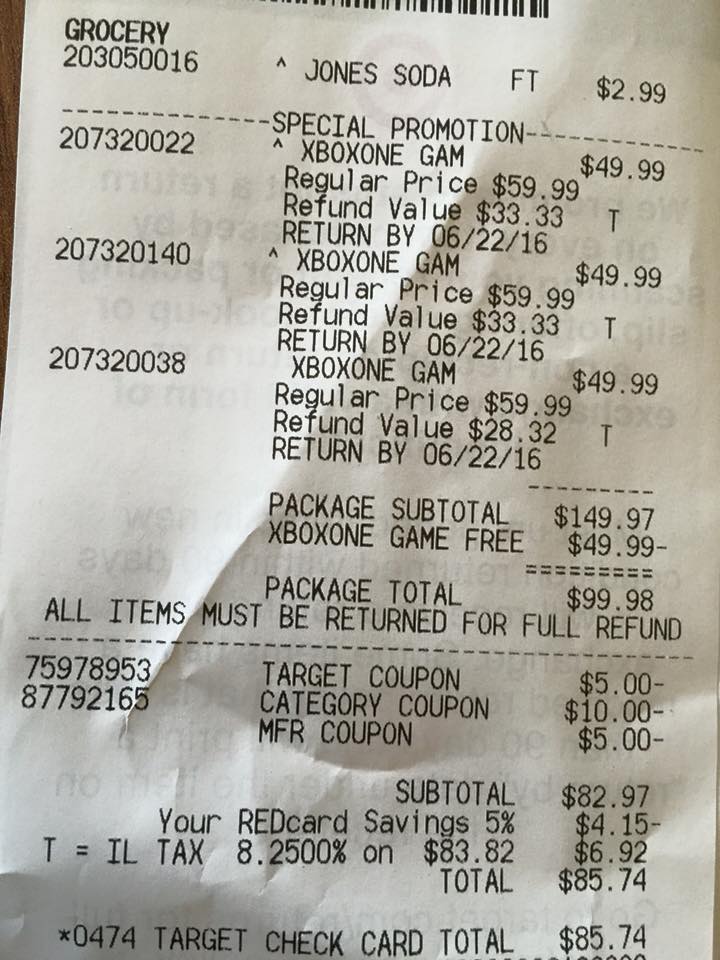 GROCERY
203050016 ^ JONES SODA FT $2.99
-------------SPECIAL PROMOTION-------------
207320022 ^ XBOXONE GAM $49.99
Regular Price $59.99
Refund Value $33.33 T
RETURN BY 06/22/16
207320140 ^ XBOXONE GAM $49.99
Regular Price $59.99
Refund Value $33.33 T
RETURN BY 06/22/16
207320038 XBOXONE GAM $49.99
Regular Price $59.99
Refund Value $28.32 T
RETURN BY 06/22/16
---------
PACKAGE SUBTOTAL $149.97
XBOXONE GAME FREE $49.99-
=========
PACKAGE TOTAL $99.98
ALL ITEMS MUST BE RETURNED FOR FULL REFUND
------------------------------------------
75978953 TARGET COUPON $5.00-
87792165 CATEGORY COUPON $10.00-
MFR COUPON $5.00-
SUBTOTAL $82.97
Your REDcard Savings 5% $4.15-
T = IL TAX 8.2500% on $83.82 $6.92
TOTAL $85.74
*0474 TARGET CHECK CARD TOTAL $85.74